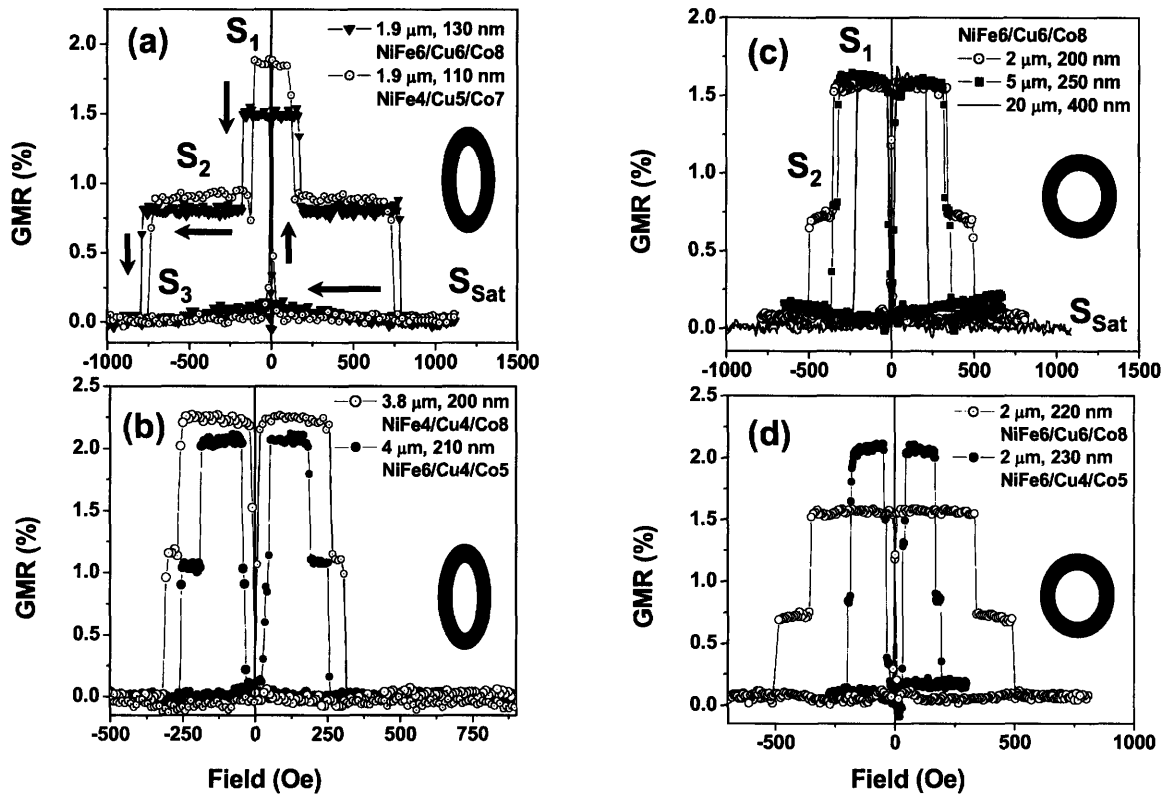 (a)
S1
1.9 µm, 130 nm
NiFe6/Cu6/Co8
1.9 µm, 110 nm
NiFe4/Cu5/Co7
S2
S3
SSat
GMR (%)
2.0
1.5
1.0
0.5
0.0
-1000 -500 0 500 1000 1500
(b)
3.8 µm, 200 nm
NiFe4/Cu4/Co8
4 µm, 210 nm
NiFe6/Cu4/Co5
GMR (%)
2.5
2.0
1.5
1.0
0.5
0.0
-500 -250 0 250 500 750
Field (Oe)
(c)
S1
NiFe6/Cu6/Co8
2 µm, 200 nm
5 µm, 250 nm
20 µm, 400 nm
S2
SSat
GMR (%)
2.0
1.5
1.0
0.5
0.0
-1000 -500 0 500 1000 1500
(d)
2 µm, 220 nm
NiFe6/Cu6/Co8
2 µm, 230 nm
NiFe6/Cu4/Co5
GMR (%)
2.5
2.0
1.5
1.0
0.5
0.0
-500 0 500 1000
Field (Oe)